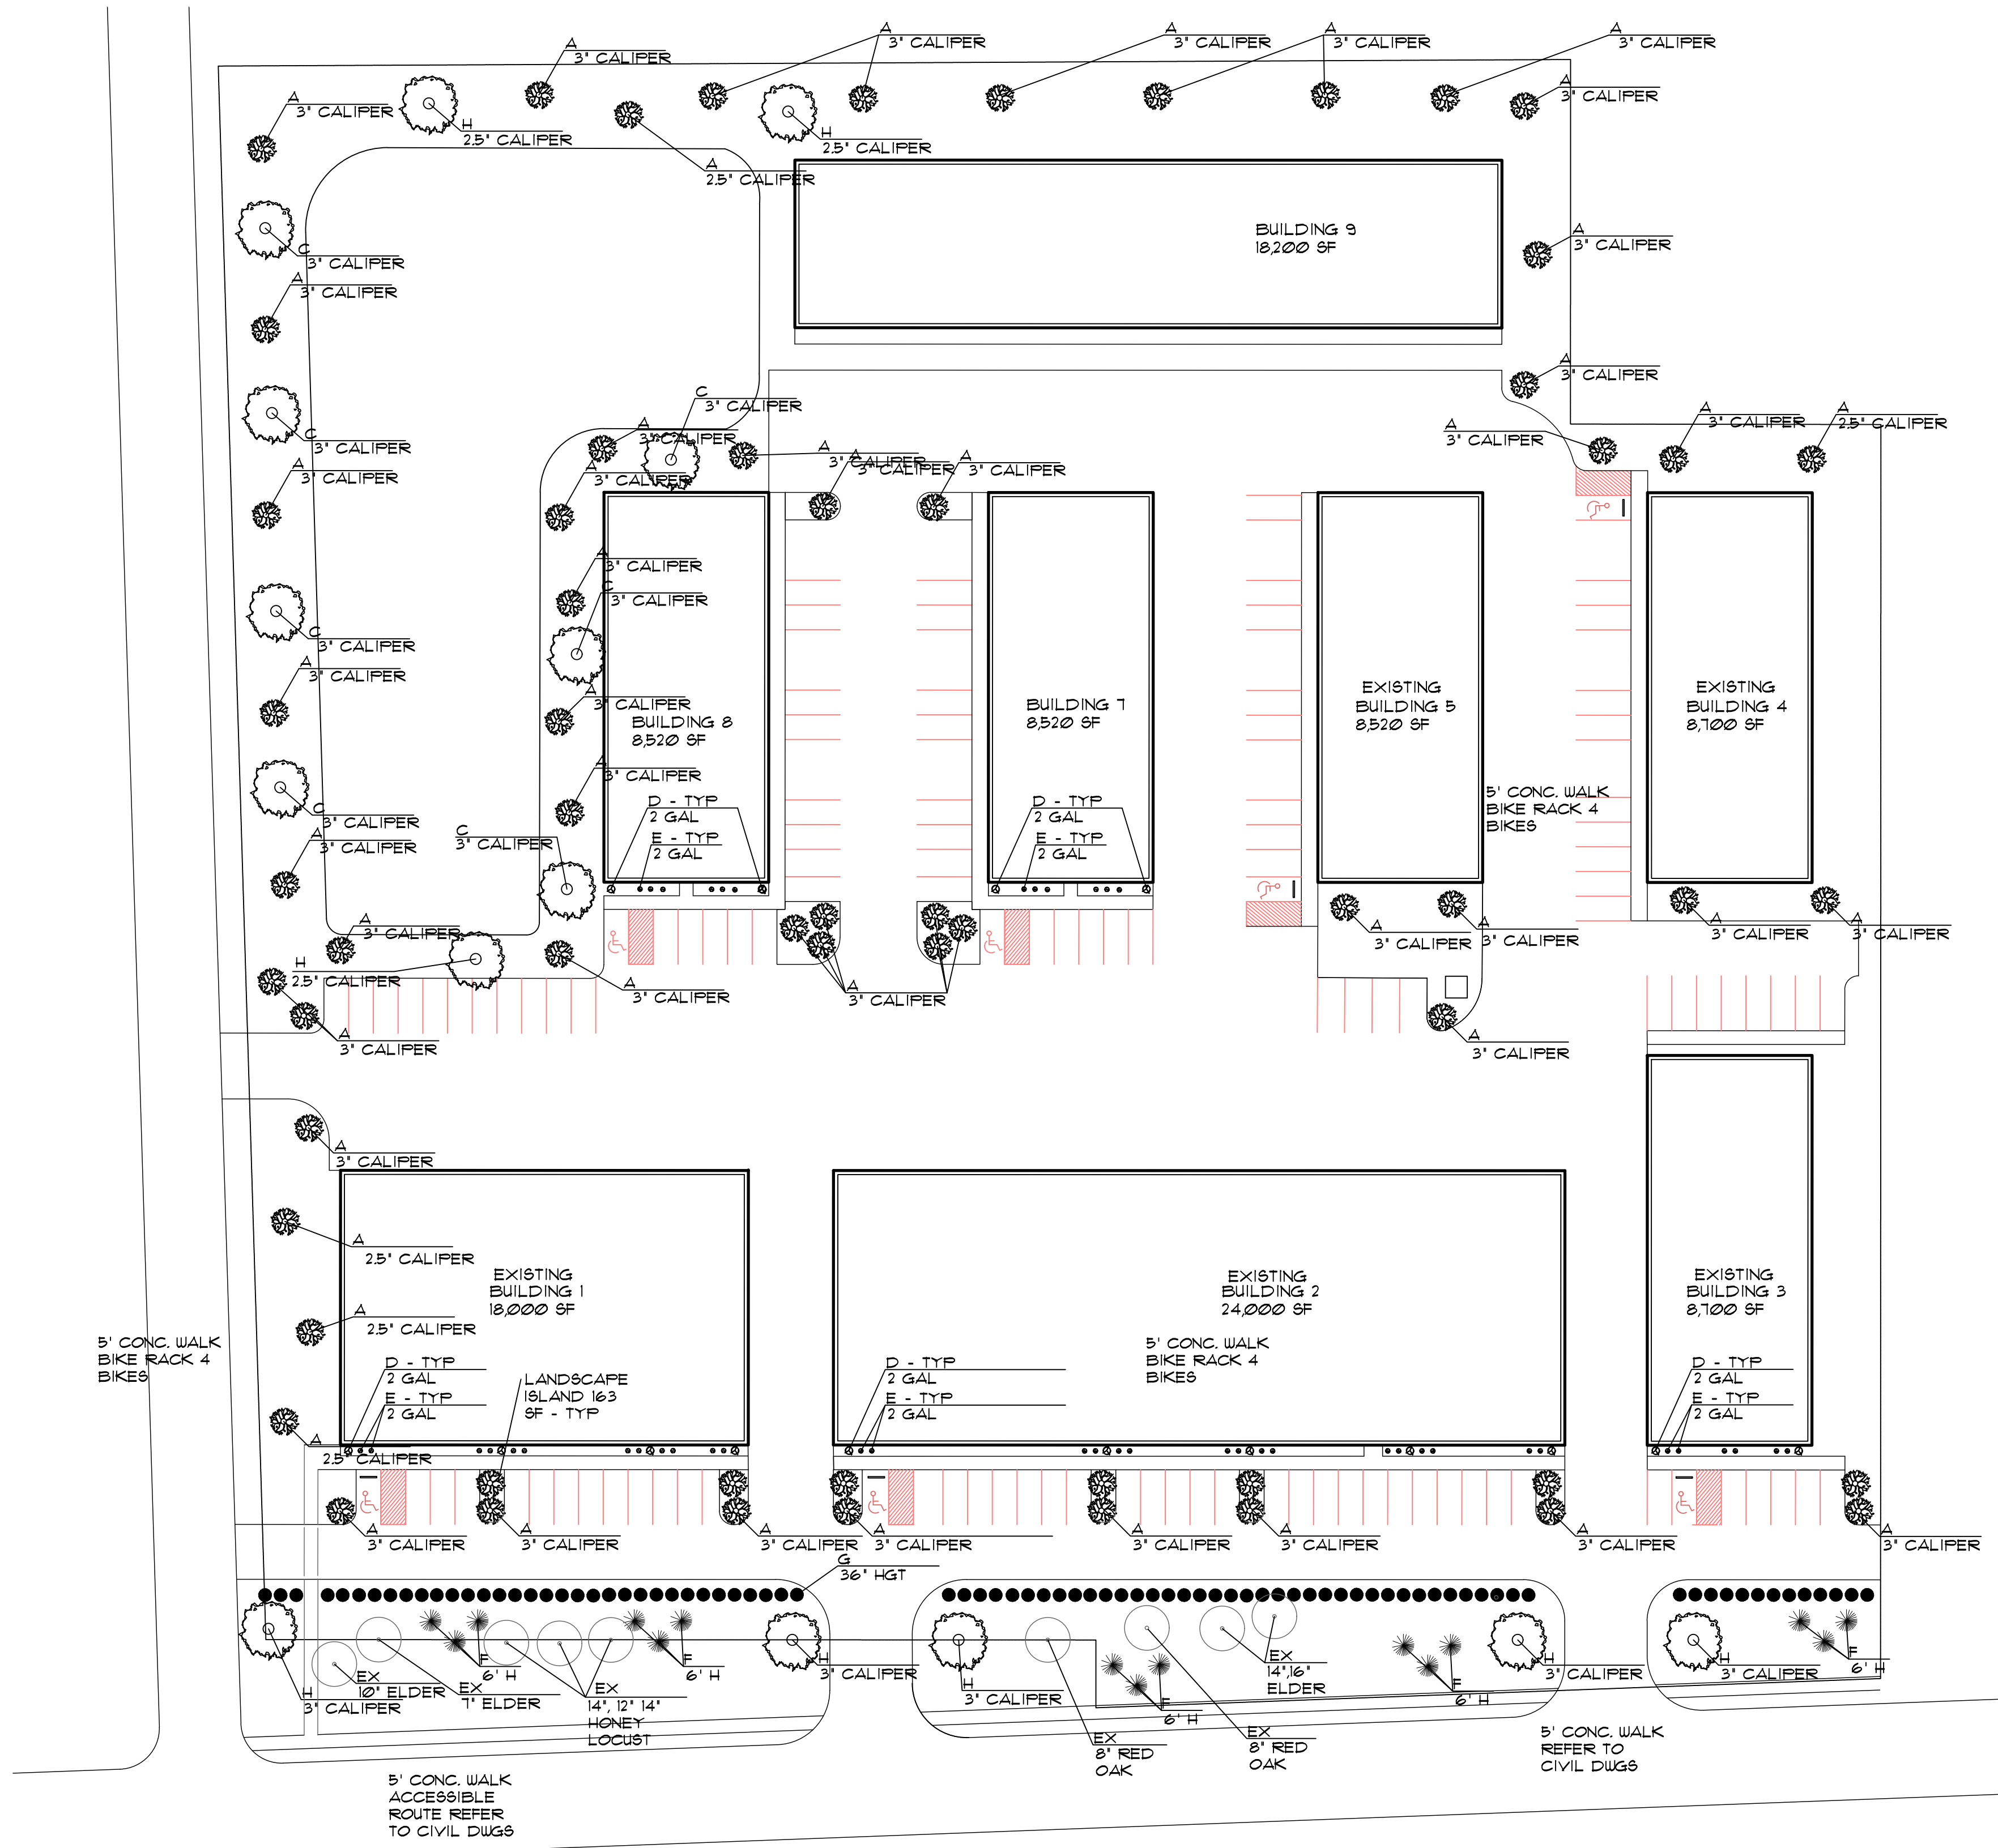 A
3" CALIPER
A
3" CALIPER
A
3" CALIPER
A
3" CALIPER
A
3" CALIPER
A
3" CALIPER
A
3" CALIPER
H
2.5" CALIPER
H
2.5" CALIPER
A
2.5" CALIPER
BUILDING 9
18,200 SF
A
3" CALIPER
C
3" CALIPER
A
3" CALIPER
A
3" CALIPER
C
3" CALIPER
A
3" CALIPER
A
3" CALIPER
A
2.5" CALIPER
A
3" CALIPER
C
3" CALIPER
A
3" CALIPER
A
3" CALIPER
A
3" CALIPER
A
3" CALIPER
A
3" CALIPER
A
3" CALIPER
A
3" CALIPER
C
3" CALIPER
C
3" CALIPER
A
3" CALIPER
A
3" CALIPER
BUILDING 8
8,520 SF
BUILDING 7
8,520 SF
EXISTING
BUILDING 5
8,520 SF
EXISTING
BUILDING 4
8,700 SF
A
3" CALIPER
C
3" CALIPER
A
3" CALIPER
C
3" CALIPER
D - TYP
2 GAL
E - TYP
2 GAL
D - TYP
2 GAL
E - TYP
2 GAL
5' CONC. WALK
BIKE RACK 4
BIKES
A
3" CALIPER
H
2.5" CALIPER
A
3" CALIPER
A
3" CALIPER
A
3" CALIPER
A
3" CALIPER
A
3" CALIPER
A
3" CALIPER
A
3" CALIPER
A
3" CALIPER
A
3" CALIPER
A
2.5" CALIPER
EXISTING
BUILDING 1
18,000 SF
EXISTING
BUILDING 2
24,000 SF
EXISTING
BUILDING 3
8,700 SF
A
2.5" CALIPER
5' CONC. WALK
BIKE RACK 4
BIKES
5' CONC. WALK
BIKE RACK 4
BIKES
D - TYP
2 GAL
E - TYP
2 GAL
LANDSCAPE
ISLAND 163
SF - TYP
D - TYP
2 GAL
E - TYP
2 GAL
D - TYP
2 GAL
E - TYP
2 GAL
A
2.5" CALIPER
A
3" CALIPER
A
3" CALIPER
A
3" CALIPER
A
3" CALIPER
A
3" CALIPER
A
3" CALIPER
A
3" CALIPER
A
3" CALIPER
G
36" HGT
F
6' H
F
6' H
H
3" CALIPER
EX
10" ELDER
EX
7" ELDER
EX
14", 12" 14"
HONEY
LOCUST
H
3" CALIPER
H
3" CALIPER
F
6' H
EX
14",16"
ELDER
F
6' H
H
3" CALIPER
H
3" CALIPER
F
6' H
EX
8" RED
OAK
EX
8" RED
OAK
5' CONC. WALK
REFER TO
CIVIL DWGS
5' CONC. WALK
ACCESSIBLE
ROUTE REFER
TO CIVIL DWGS